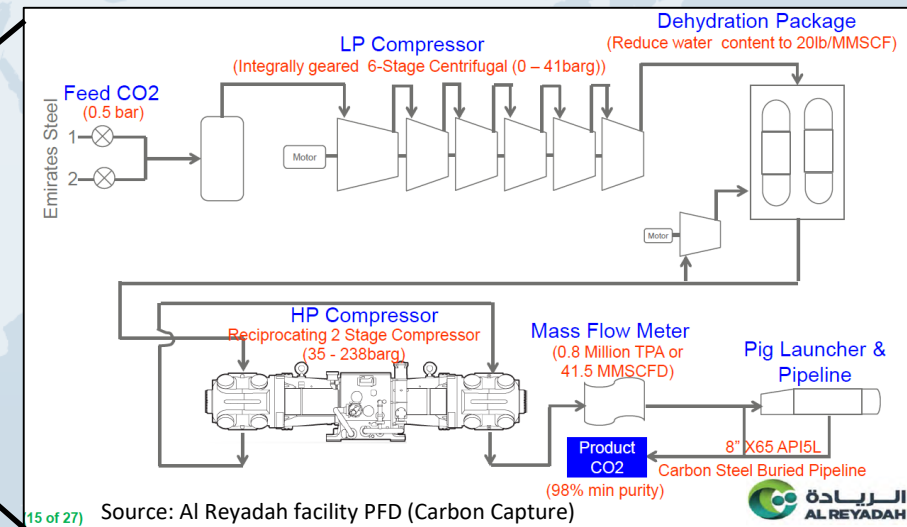 Dehydration Package
(Reduce water content to 20lb/MMSCF)
LP Compressor
(Integrally geared 6-Stage Centrifugal (0 – 41barg))
Feed CO2
(0.5 bar)
Emirates Steel
1
2
Motor
Motor
HP Compressor
Reciprocating 2 Stage Compressor
(35 - 238barg)
Mass Flow Meter
(0.8 Million TPA or
41.5 MMSCFD)
Pig Launcher &
Pipeline
Product
CO2
(98% min purity)
8" X65 API5L
Carbon Steel Buried Pipeline
15 of 27)
Source: Al Reyadah facility PFD (Carbon Capture)
الريادة
AL REYADAH